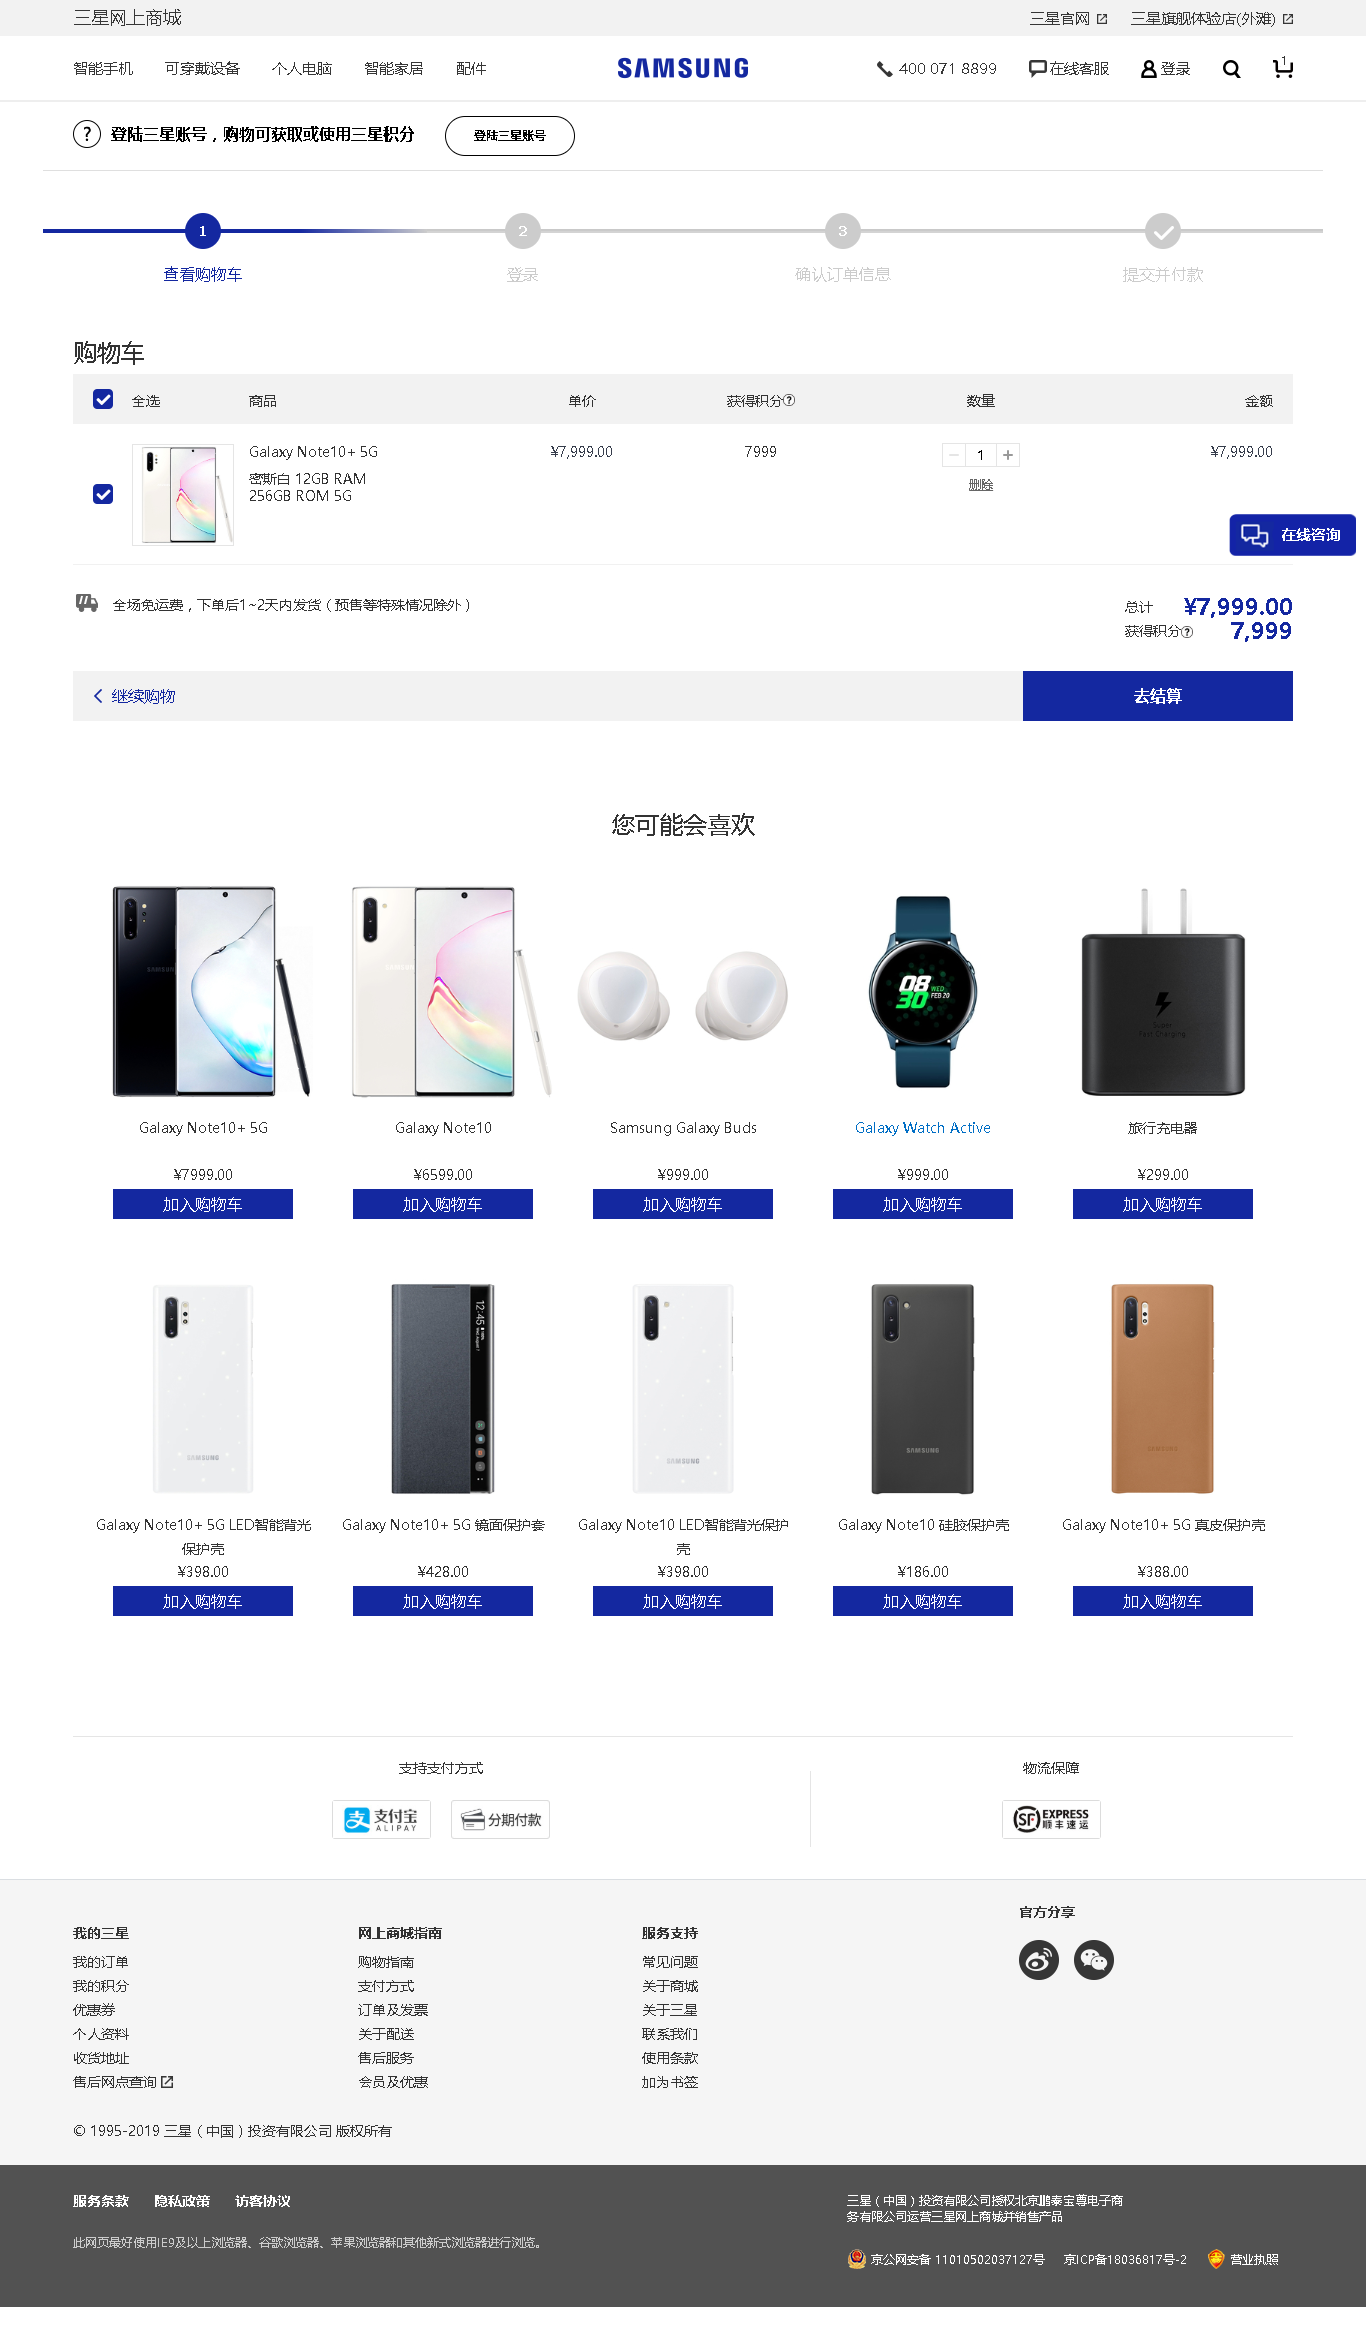 三星网上商城
三星官网 三星旗舰体验店(外滩)
智能手机 可穿戴设备 个人电脑 智能家居 配件
SAMSUNG
400 071 8899 在线客服 登录 1
? 登陆三星账号，购物可获取或使用三星积分 登陆三星账号
1 2 3
查看购物车 登录 确认订单信息 提交并付款
购物车
全选 商品 单价 获得积分? 数量 金额
Galaxy Note10+ 5G ¥7,999.00 7999 − 1 + ¥7,999.00
密斯白 12GB RAM
256GB ROM 5G
删除
在线咨询
全场免运费，下单后1~2天内发货（预售等特殊情况除外）
总计 ¥7,999.00
获得积分? 7,999
继续购物 去结算
您可能会喜欢
SAMSUNG
08
30
WED
FEB 20
Super
Fast Charging
Galaxy Note10+ 5G Galaxy Note10 Samsung Galaxy Buds Galaxy Watch Active 旅行充电器
¥7999.00 ¥6599.00 ¥999.00 ¥999.00 ¥299.00
加入购物车 加入购物车 加入购物车 加入购物车 加入购物车
12:45
SAMSUNG SAMSUNG SAMSUNG SAMSUNG
Galaxy Note10+ 5G LED智能背光 Galaxy Note10+ 5G 镜面保护套 Galaxy Note10 LED智能背光保护 Galaxy Note10 硅胶保护壳 Galaxy Note10+ 5G 真皮保护壳
保护壳 壳
¥398.00 ¥428.00 ¥398.00 ¥186.00 ¥388.00
加入购物车 加入购物车 加入购物车 加入购物车 加入购物车
支持支付方式 物流保障
支 支付宝 ALIPAY 分期付款 SF EXPRESS 顺丰速运
官方分享
我的三星 网上商城指南 服务支持
我的订单 购物指南 常见问题
我的积分 支付方式 关于商城
优惠券 订单及发票 关于三星
个人资料 关于配送 联系我们
收货地址 售后服务 使用条款
售后网点查询 会员及优惠 加为书签
© 1995-2019 三星（中国）投资有限公司 版权所有
服务条款 隐私政策 访客协议
三星（中国）投资有限公司授权北京鹏泰宝尊电子商
务有限公司运营三星网上商城并销售产品
此网页最好使用IE9及以上浏览器、谷歌浏览器、苹果浏览器和其他新式浏览器进行浏览。
京公网安备 11010502037127号 京ICP备18036817号-2 营业执照